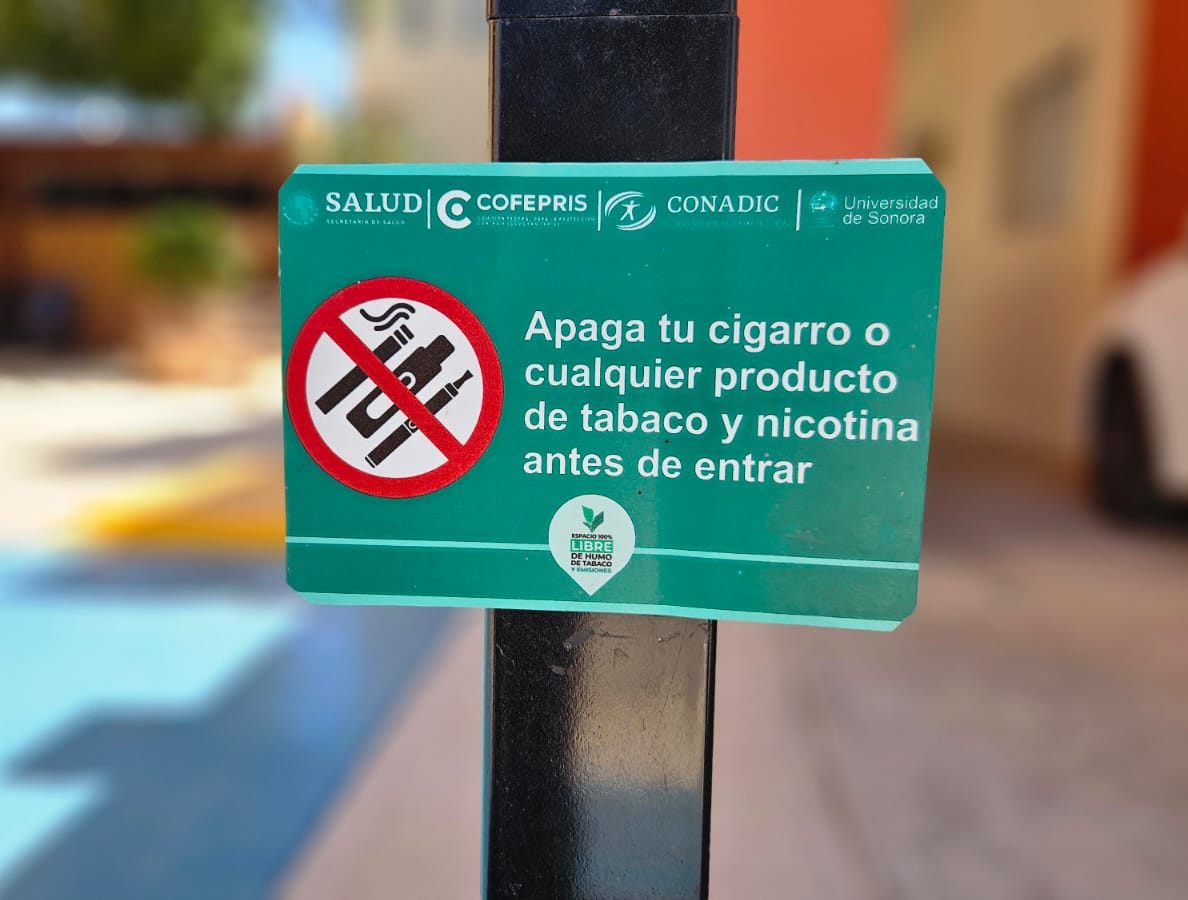 SALUD
SECRETARÍA DE SALUD
COFEPRIS
CONADIC
Universidad
de Sonora
Apaga tu cigarro o
cualquier producto
de tabaco y nicotina
antes de entrar
ESPACIO 100%
LIBRE
DE HUMO
DE TABACO
Y EMISIONES